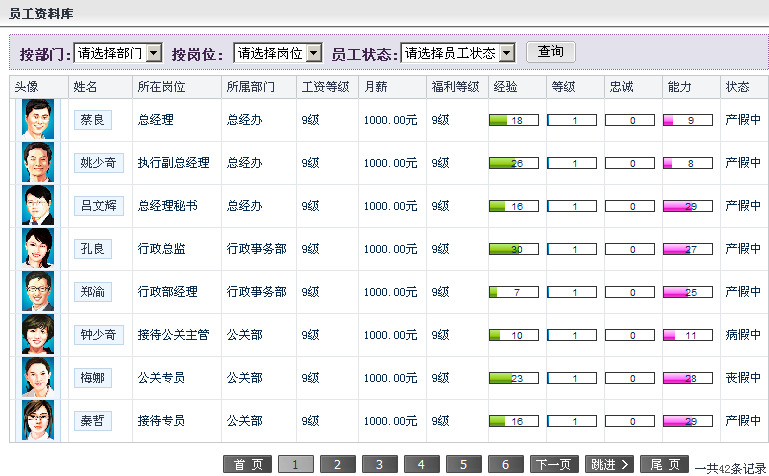 员工资料库
按部门: 请选择部门 按岗位: 请选择岗位 员工状态: 请选择员工状态 查询
头像 姓名 所在岗位 所属部门 工资等级 月薪 福利等级 经验 等级 忠诚 能力 状态
蔡良 总经理 总经办 9级 1000.00元 9级 18 1 0 9 产假中
姚少奇 执行副总经理 总经办 9级 1000.00元 9级 26 1 0 8 产假中
吕文辉 总经理秘书 总经办 9级 1000.00元 9级 16 1 0 29 产假中
孔良 行政总监 行政事务部 9级 1000.00元 9级 30 1 0 27 产假中
郑渝 行政部经理 行政事务部 9级 1000.00元 9级 7 1 0 25 产假中
钟少奇 接待公关主管 公关部 9级 1000.00元 9级 10 1 0 11 病假中
梅娜 公关专员 公关部 9级 1000.00元 9级 23 1 0 28 丧假中
秦哲 接待专员 公关部 9级 1000.00元 9级 16 1 0 29 产假中
首 页 1 2 3 4 5 6 下一页 跳进 尾 页 一共42条记录